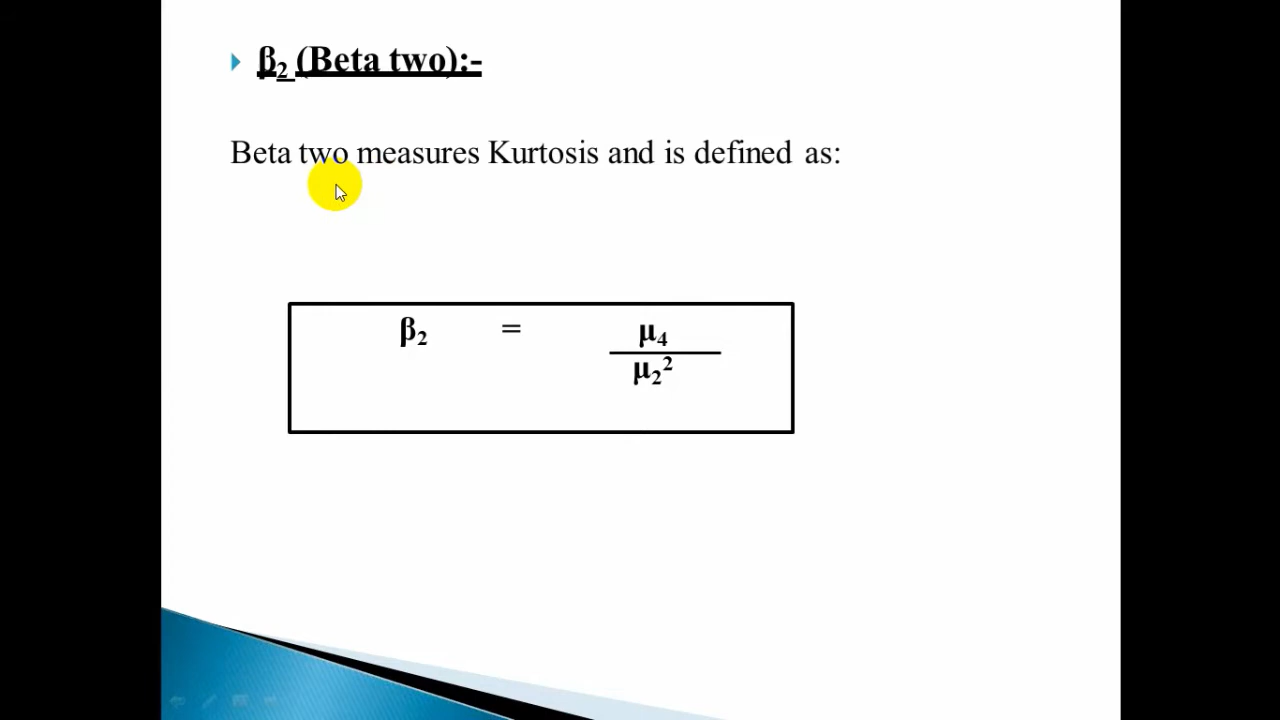 β₂ (Beta two):-
Beta two measures Kurtosis and is defined as:
β₂ = μ₄
μ₂²